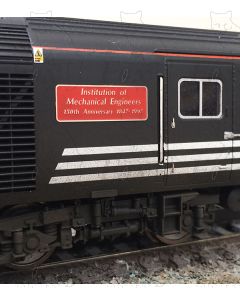 Institution of
Mechanical Engineers
150th Anniversary 1847-1997